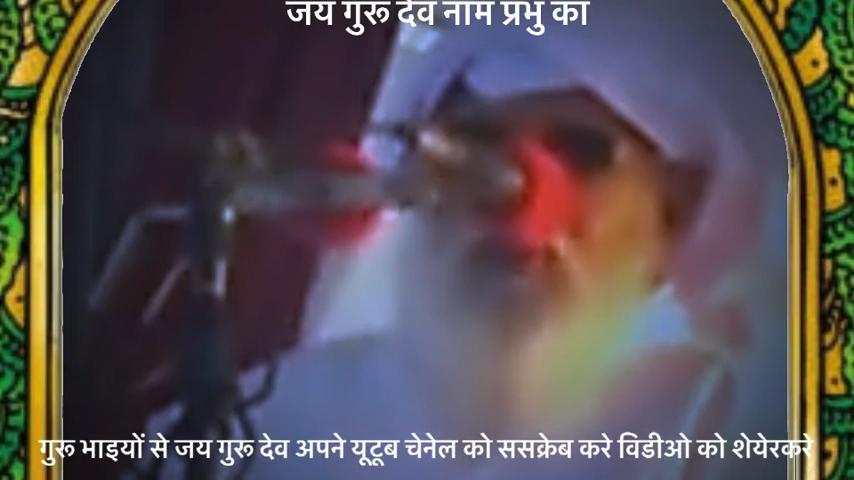 जय गुरू देव नाम प्रभु का
गुरू भाइयों से जय गुरू देव अपने यूटूब चेनेल को ससक्रेब करे विडीओ को शेयेरकरे